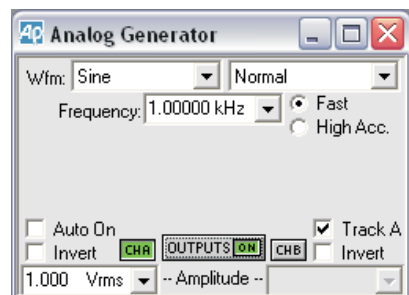 Ap Analog Generator
Wfm: Sine Normal
Frequency: 1.00000 kHz Fast
High Acc.
Auto On Track A
Invert CHA OUTPUTS ON CHB Invert
1.000 Vrms -- Amplitude --